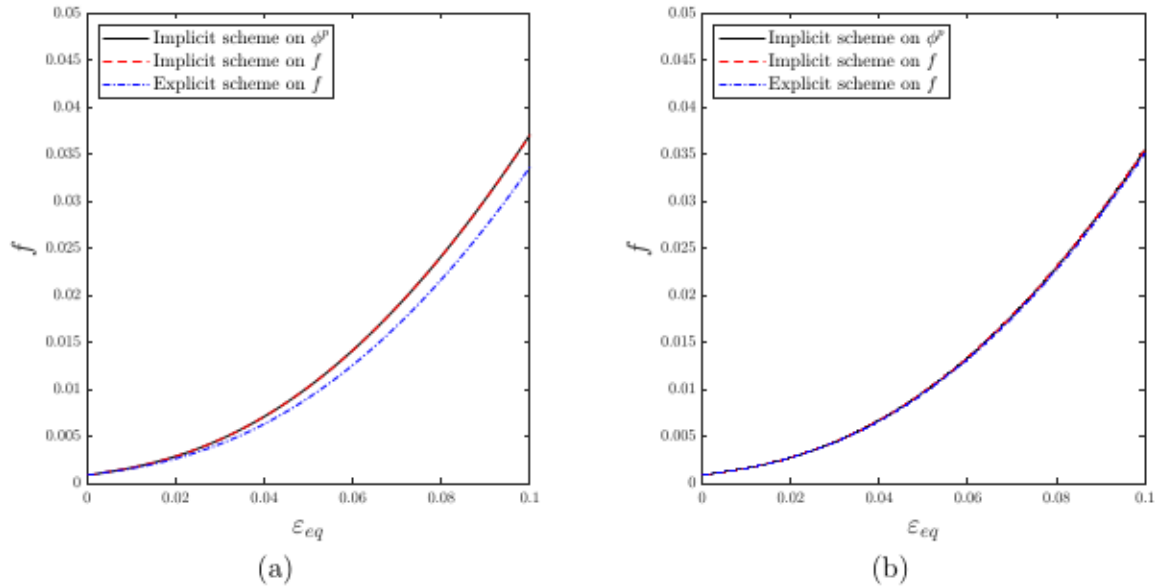 0.05
0.045
0.04
0.035
0.03
0.025
0.02
0.015
0.01
0.005
0
f
Implicit scheme on ϕᵖ
Implicit scheme on f
Explicit scheme on f
0 0.02 0.04 0.06 0.08 0.1
ε_eq
(a)
0.05
0.045
0.04
0.035
0.03
0.025
0.02
0.015
0.01
0.005
0
f
Implicit scheme on ϕᵖ
Implicit scheme on f
Explicit scheme on f
0 0.02 0.04 0.06 0.08 0.1
ε_eq
(b)